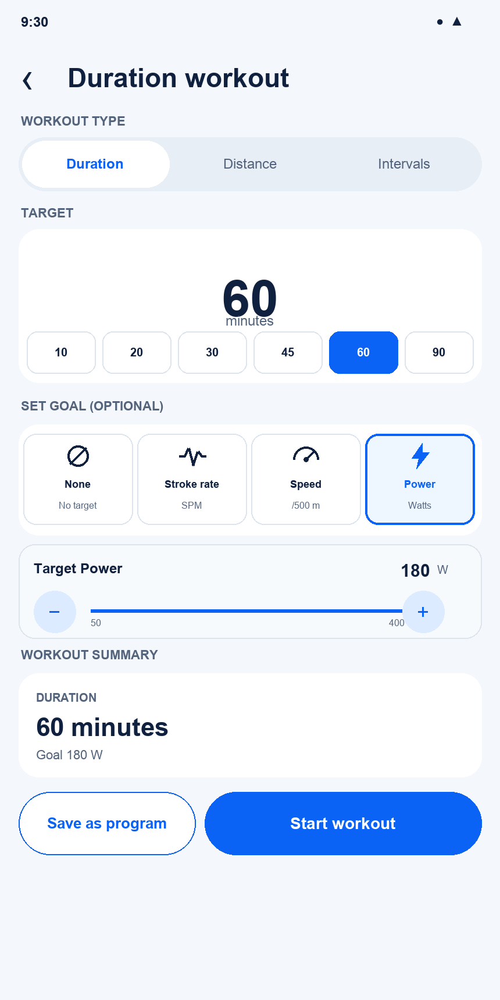 9:30
Duration workout
WORKOUT TYPE
Duration Distance Intervals
TARGET
60
minutes
10 20 30 45 60 90
SET GOAL (OPTIONAL)
None Stroke rate Speed Power
No target SPM /500 m Watts
Target Power 180 W
− +
50 400
WORKOUT SUMMARY
DURATION
60 minutes
Goal 180 W
Save as program Start workout